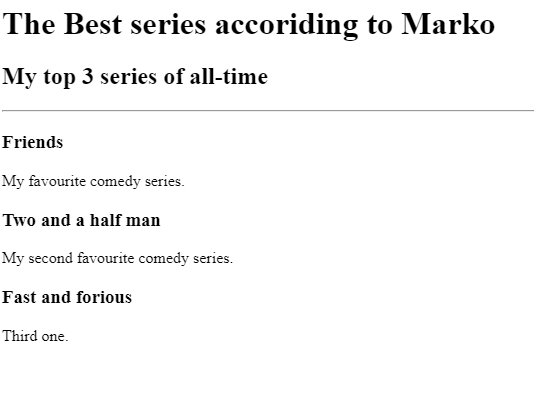 The Best series accoriding to Marko
My top 3 series of all-time
Friends
My favourite comedy series.
Two and a half man
My second favourite comedy series.
Fast and forious
Third one.